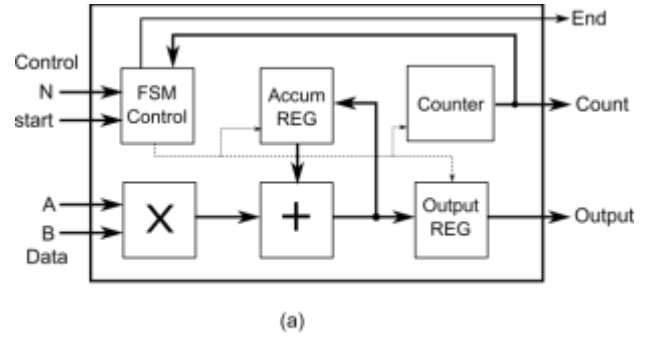 End
Control
N
start
FSM
Control
Accum
REG
Counter
Count
A
B
Data
X
+
Output
REG
Output
(a)